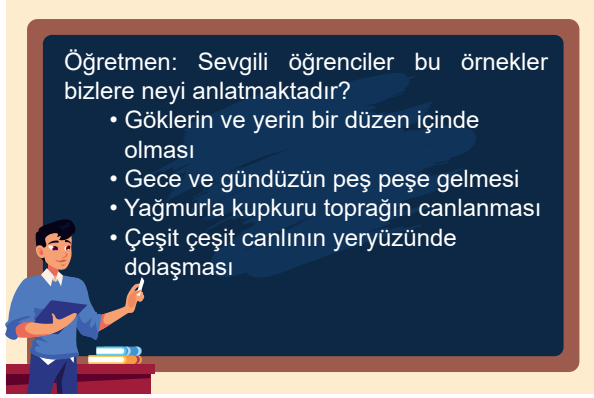 Öğretmen: Sevgili öğrenciler bu örnekler
bizlere neyi anlatmaktadır?
• Göklerin ve yerin bir düzen içinde
olması
• Gece ve gündüzün peş peşe gelmesi
• Yağmurla kupkuru toprağın canlanması
• Çeşit çeşit canlının yeryüzünde
dolaşması